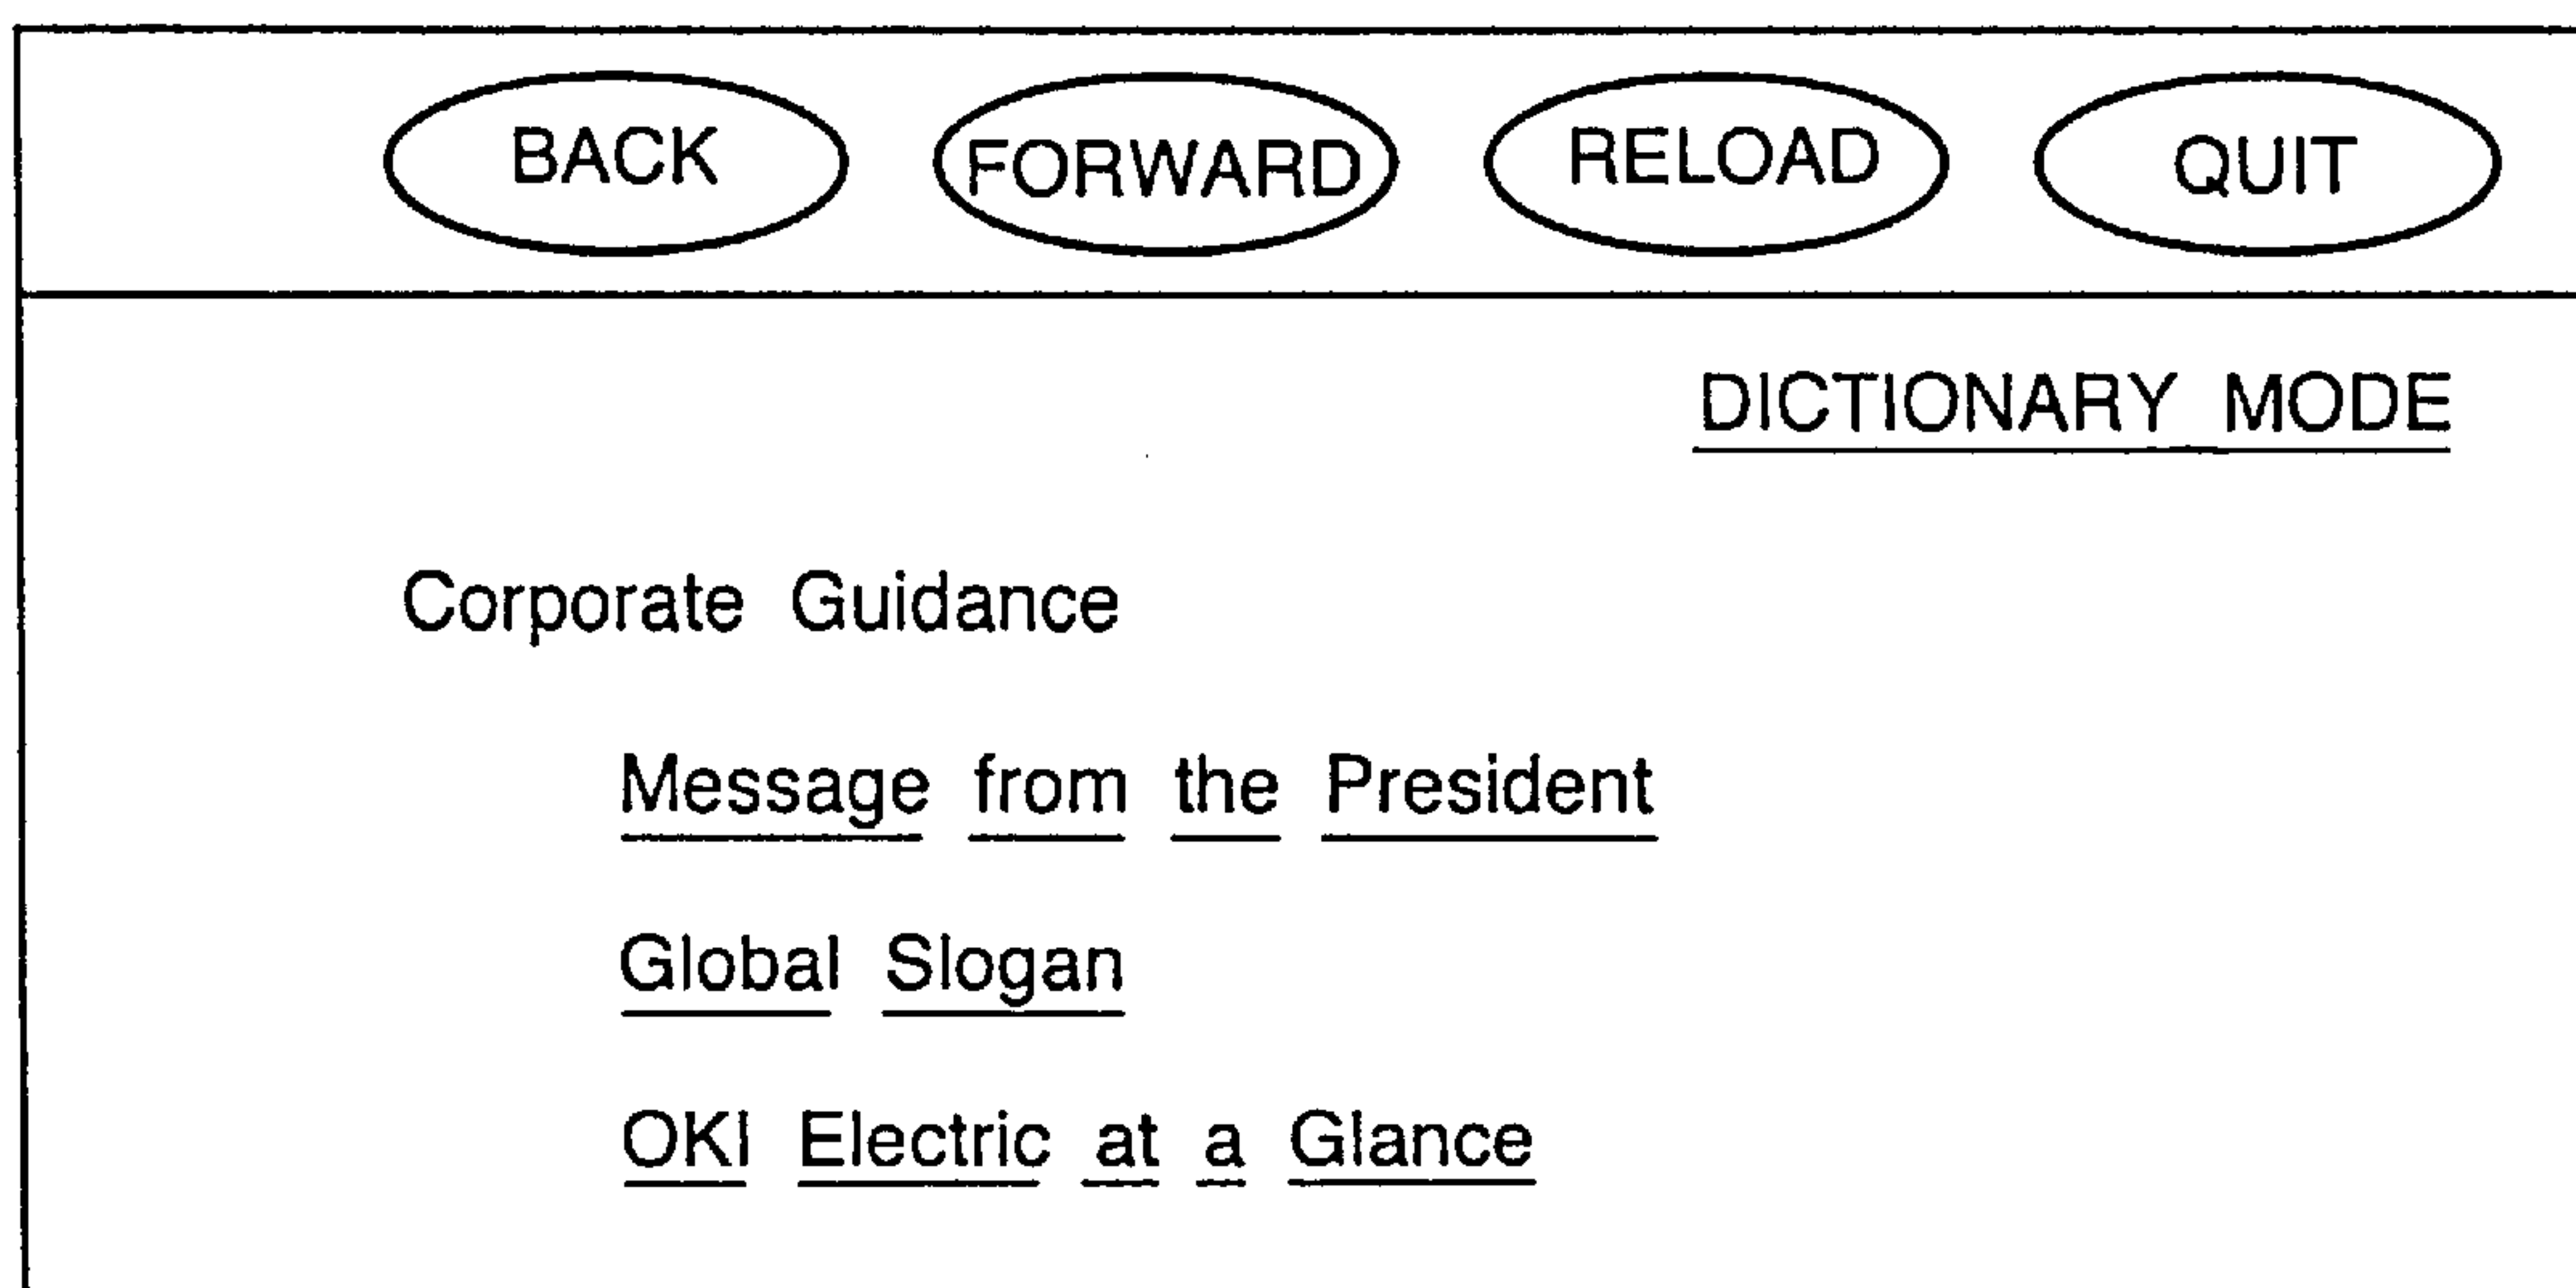 BACK FORWARD RELOAD QUIT
DICTIONARY MODE
Corporate Guidance
Message from the President
Global Slogan
OKI Electric at a Glance